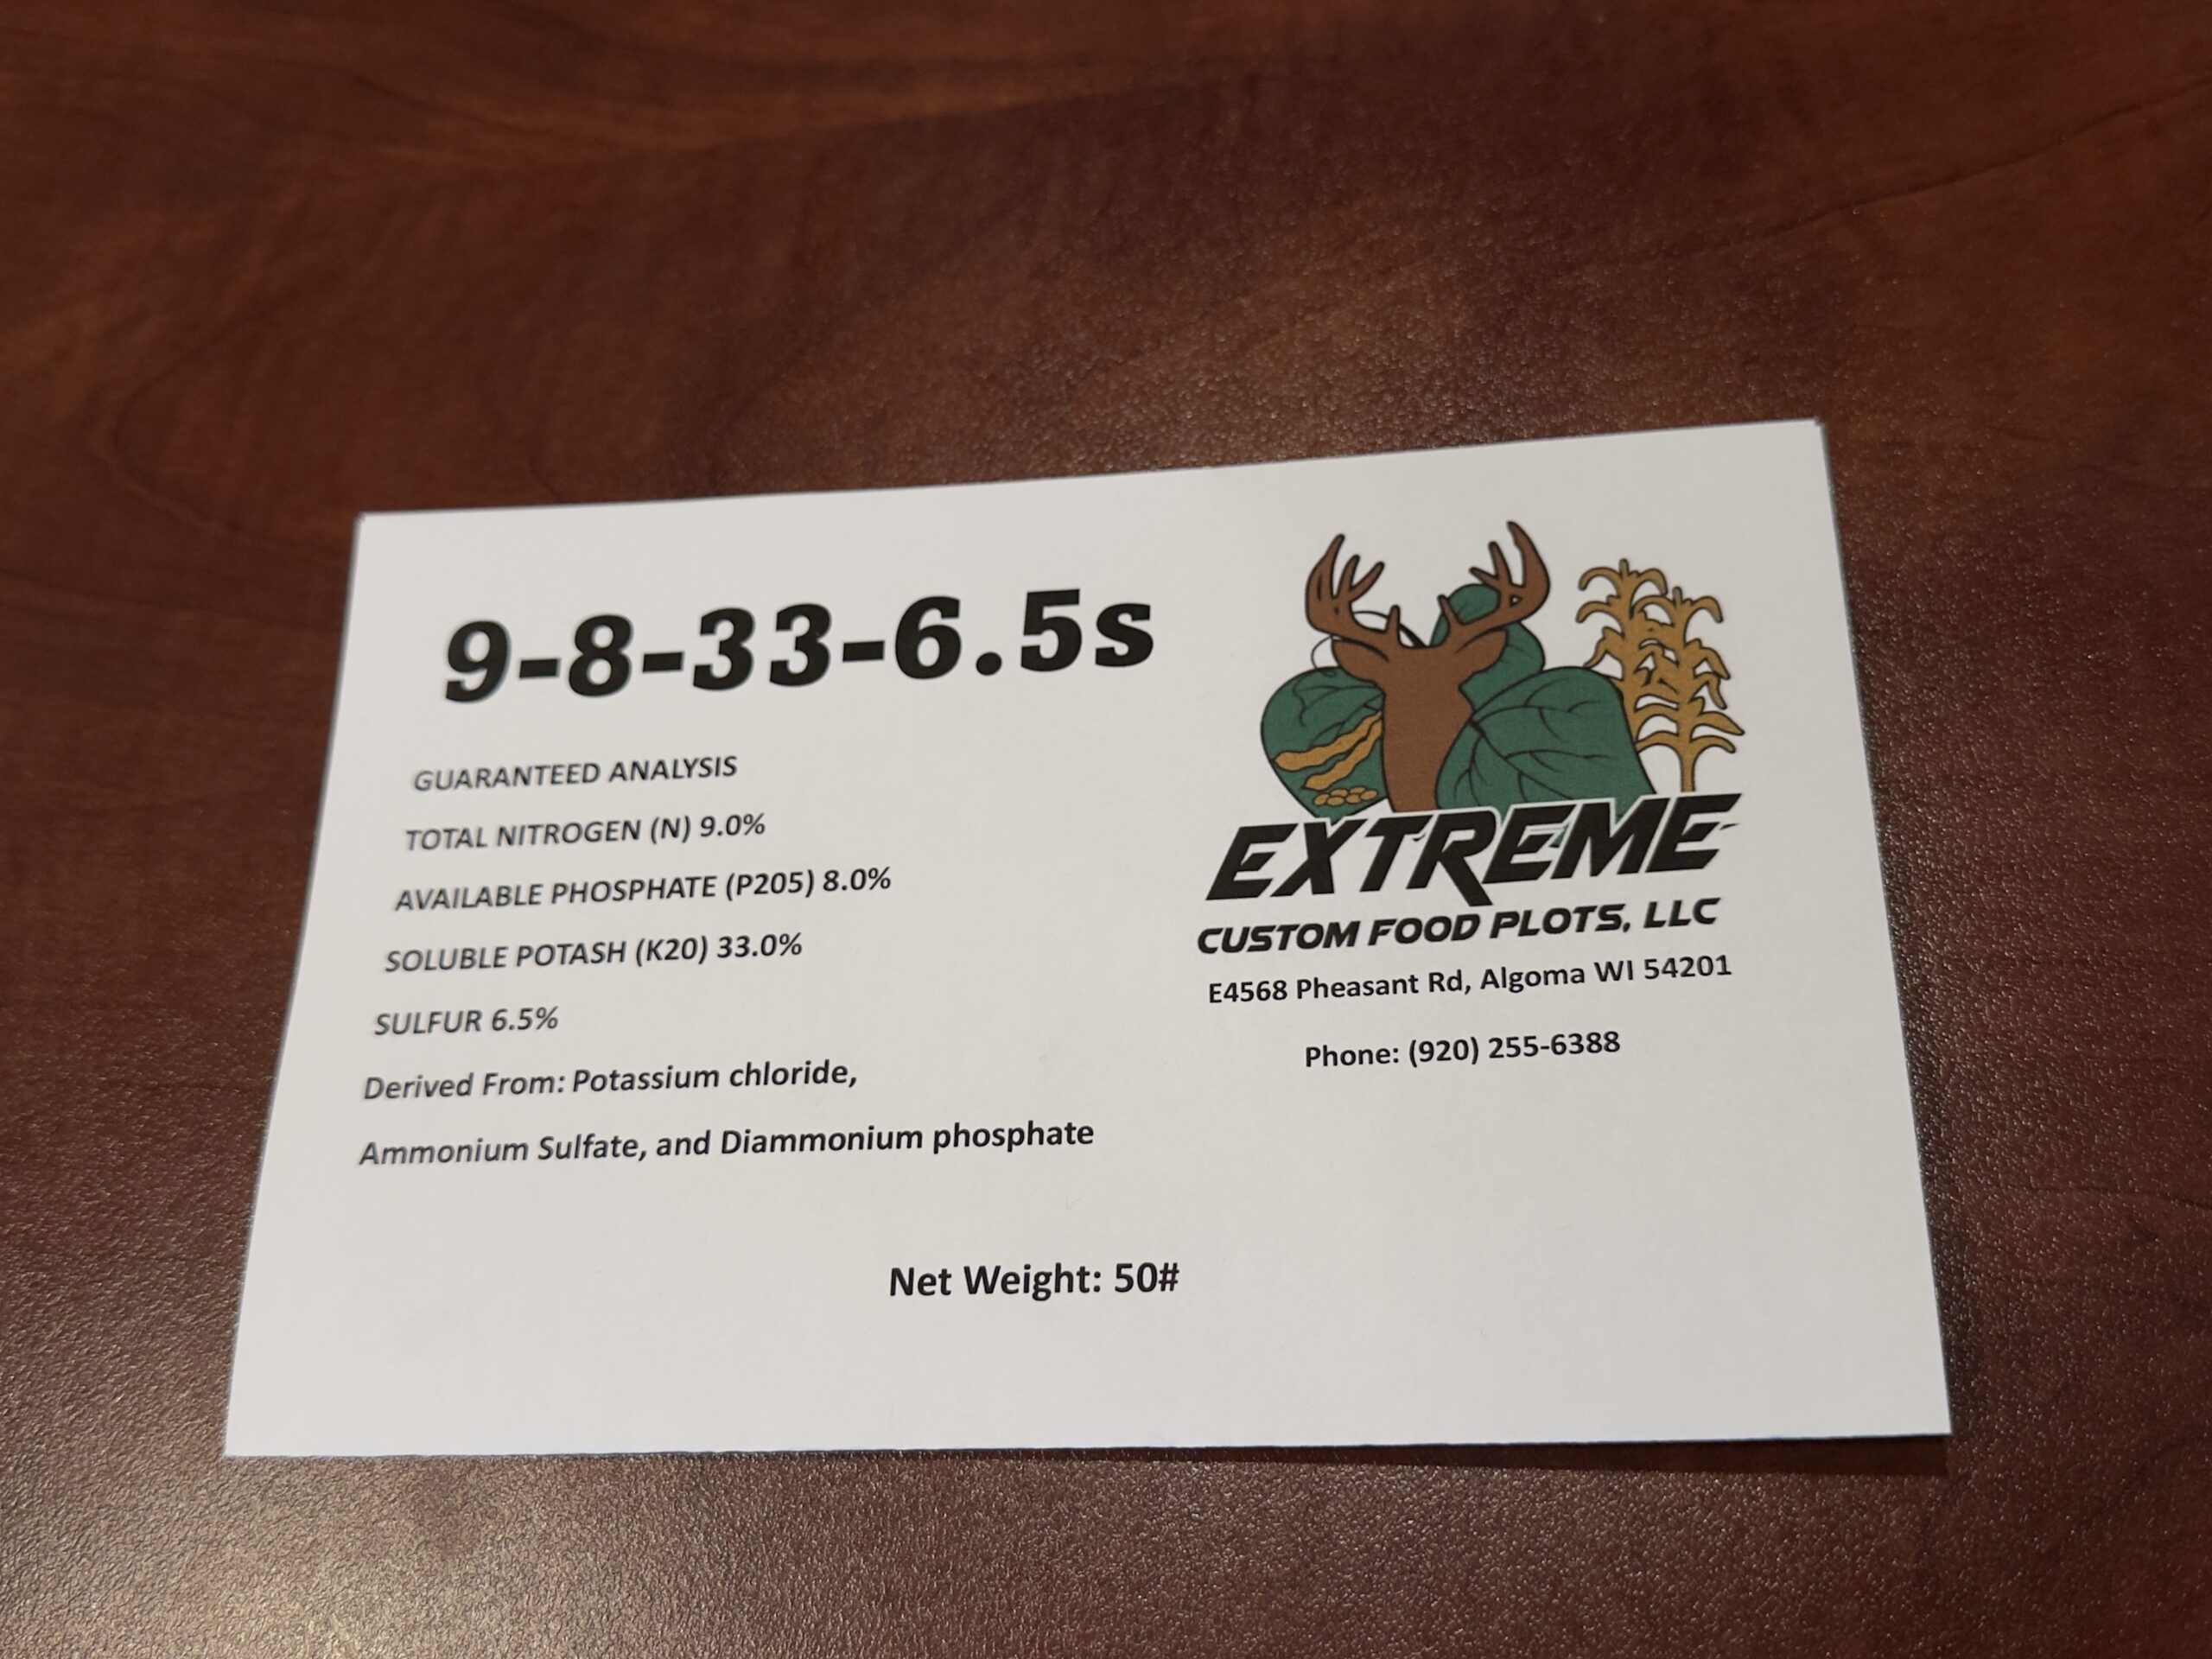 9-8-33-6.5s
GUARANTEED ANALYSIS
TOTAL NITROGEN (N) 9.0%
AVAILABLE PHOSPHATE (P205) 8.0%
SOLUBLE POTASH (K20) 33.0%
SULFUR 6.5%
Derived From: Potassium chloride,
Ammonium Sulfate, and Diammonium phosphate
EXTREME
CUSTOM FOOD PLOTS, LLC
E4568 Pheasant Rd, Algoma WI 54201
Phone: (920) 255-6388
Net Weight: 50#